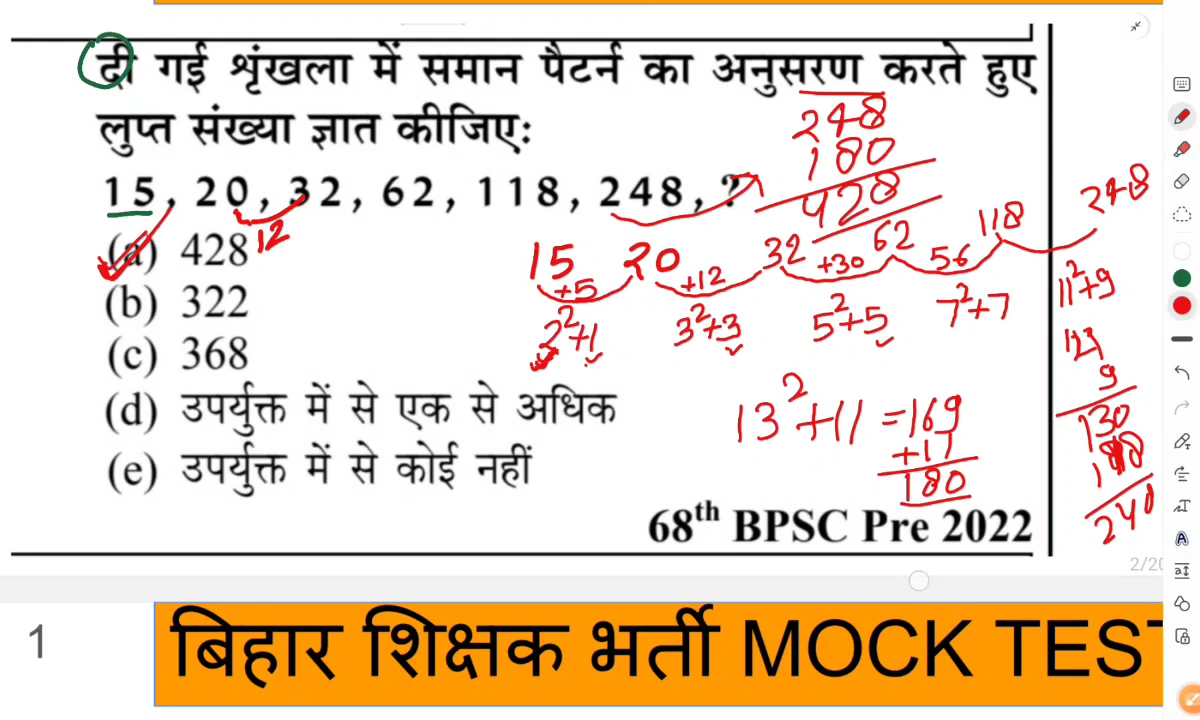 दी गई शृंखला में समान पैटर्न का अनुसरण करते हुए
लुप्त संख्या ज्ञात कीजिए:
15, 20, 32, 62, 118, 248, ?
12
(a) 428
(b) 322
(c) 368
(d) उपर्युक्त में से एक से अधिक
(e) उपर्युक्त में से कोई नहीं
68th BPSC Pre 2022
248
180
428
15 20 32 62 118 248
+5 +12 +30 56
2²+1 3²+3 5²+5 7²+7 11²+9
13²+11 =169
+11
180
9
130
2/20
1
बिहार शिक्षक भर्ती MOCK TEST